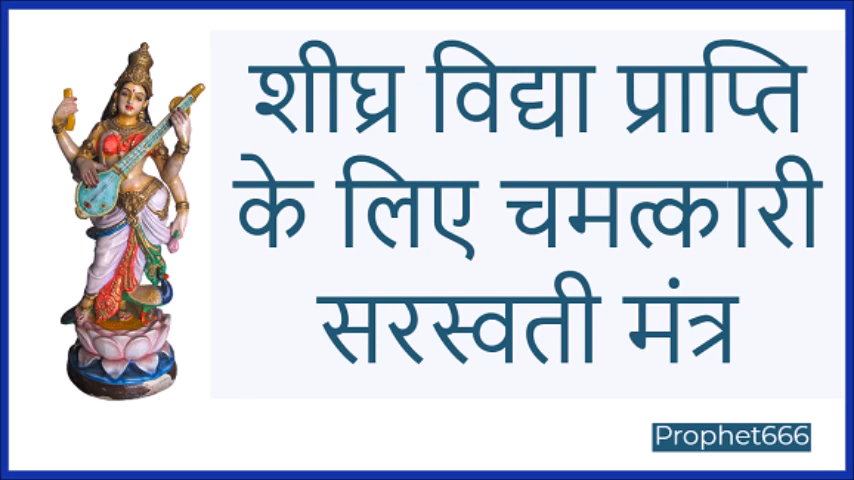 शीघ्र विद्या प्राप्ति
के लिए चमत्कारी
सरस्वती मंत्र
Prophet666